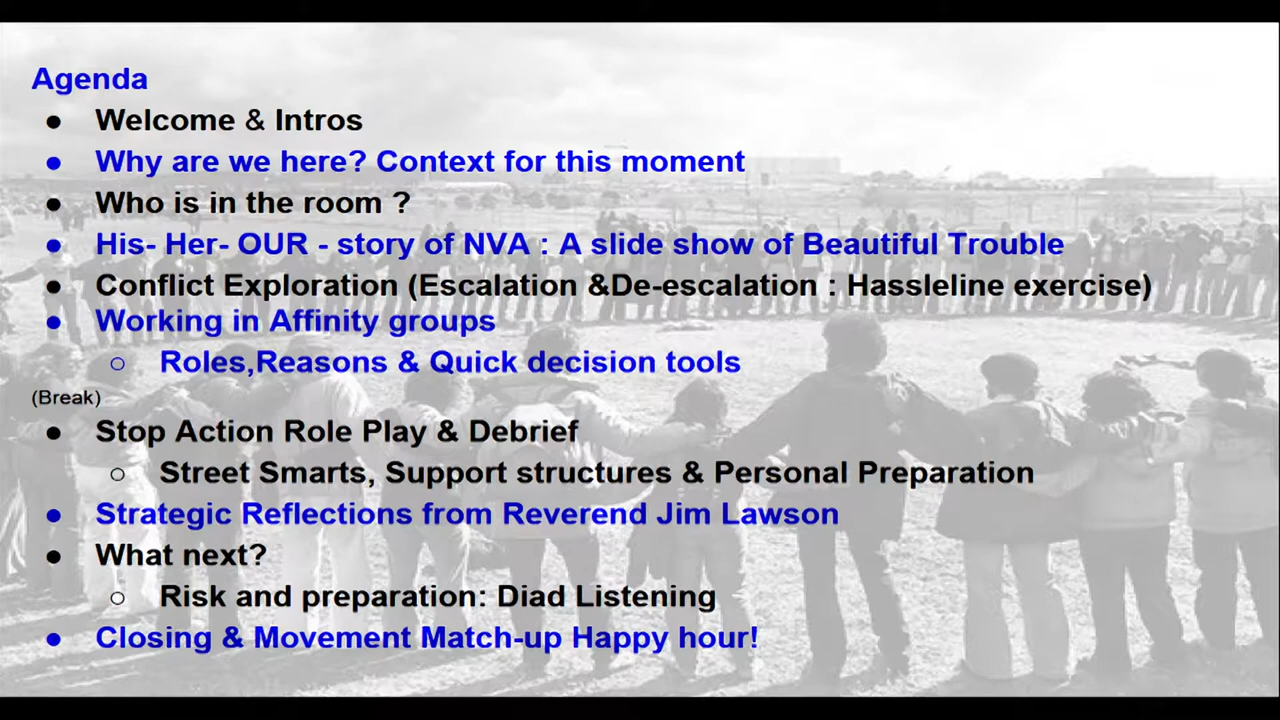 Agenda
● Welcome & Intros
● Why are we here? Context for this moment
● Who is in the room ?
● His- Her- OUR - story of NVA : A slide show of Beautiful Trouble
● Conflict Exploration (Escalation &De-escalation : Hassleline exercise)
● Working in Affinity groups
○ Roles,Reasons & Quick decision tools
(Break)
● Stop Action Role Play & Debrief
○ Street Smarts, Support structures & Personal Preparation
● Strategic Reflections from Reverend Jim Lawson
● What next?
○ Risk and preparation: Diad Listening
● Closing & Movement Match-up Happy hour!